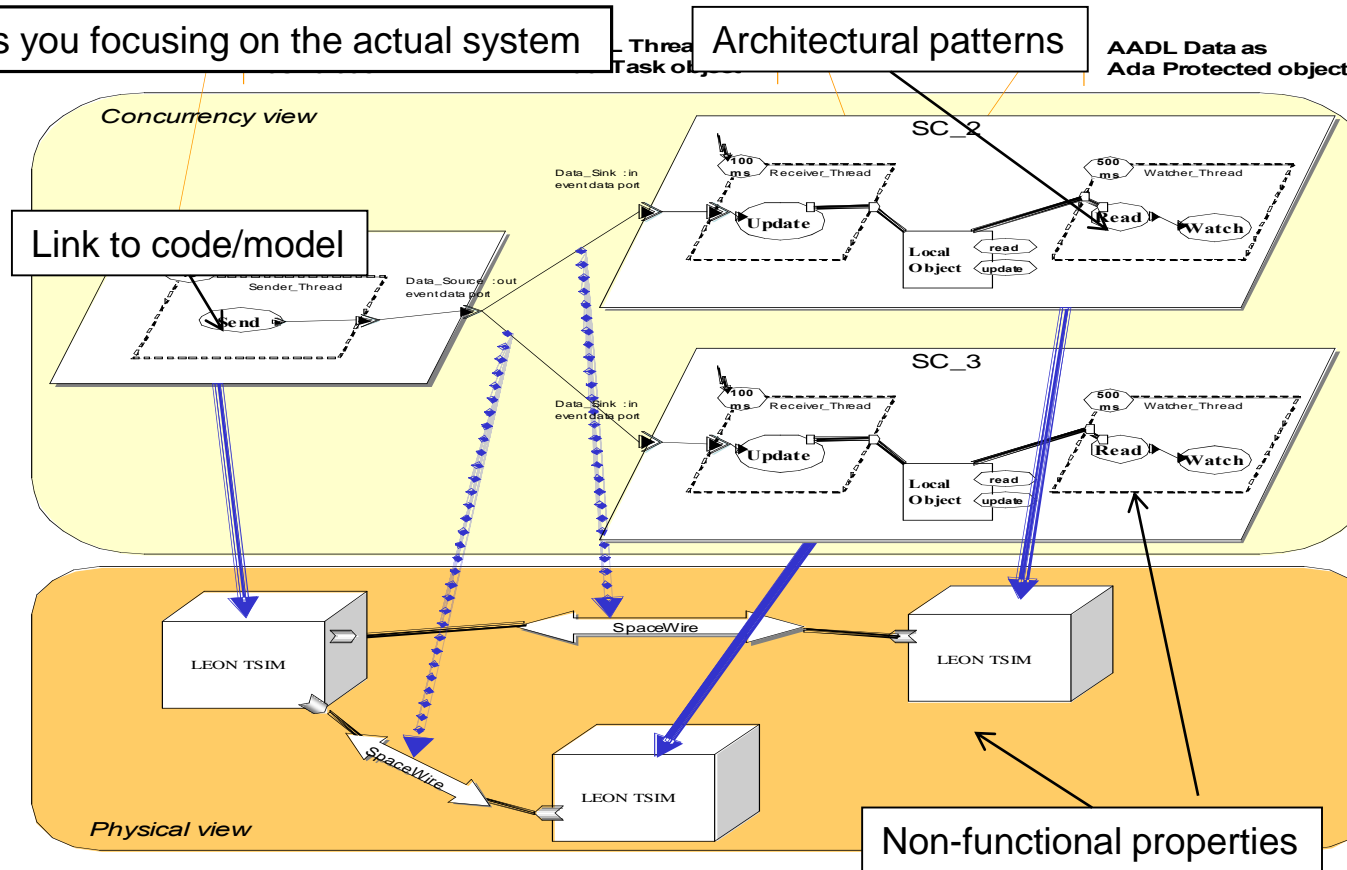 s you focusing on the actual system
Architectural patterns
L Threa
Task object
AADL Data as
Ada Protected object
Concurrency view
SC_2
Data_Sink : in
event data port
100
ms
Receiver_Thread
Update
Local
Object
read
update
500
ms
Watcher_Thread
Read
Watch
Link to code/model
Sender_Thread
Send
Data_Source : out
event data port
SC_3
Data_Sink : in
event data port
100
ms
Receiver_Thread
Update
Local
Object
read
update
500
ms
Watcher_Thread
Read
Watch
LEON TSIM
SpaceWire
LEON TSIM
SpaceWire
LEON TSIM
Physical view
Non-functional properties